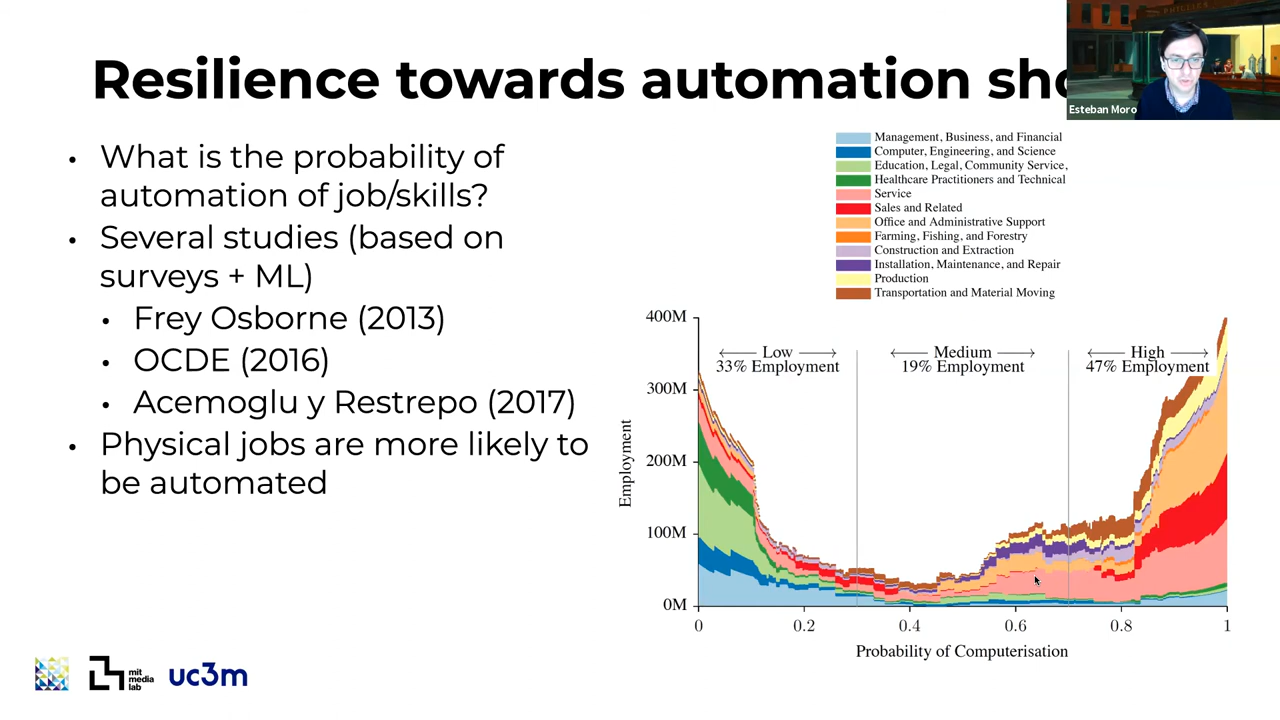 Resilience towards automation sho
PHILLIES
Esteban Moro
• What is the probability of
automation of job/skills?
• Several studies (based on
surveys + ML)
• Frey Osborne (2013)
• OCDE (2016)
• Acemoglu y Restrepo (2017)
• Physical jobs are more likely to
be automated
Management, Business, and Financial
Computer, Engineering, and Science
Education, Legal, Community Service,
Healthcare Practitioners and Technical
Service
Sales and Related
Office and Administrative Support
Farming, Fishing, and Forestry
Construction and Extraction
Installation, Maintenance, and Repair
Production
Transportation and Material Moving
400M
300M
200M
100M
0M
Employment
Low
33% Employment
Medium
19% Employment
High
47% Employment
0 0.2 0.4 0.6 0.8 1
Probability of Computerisation
mit
media
lab
uc3m